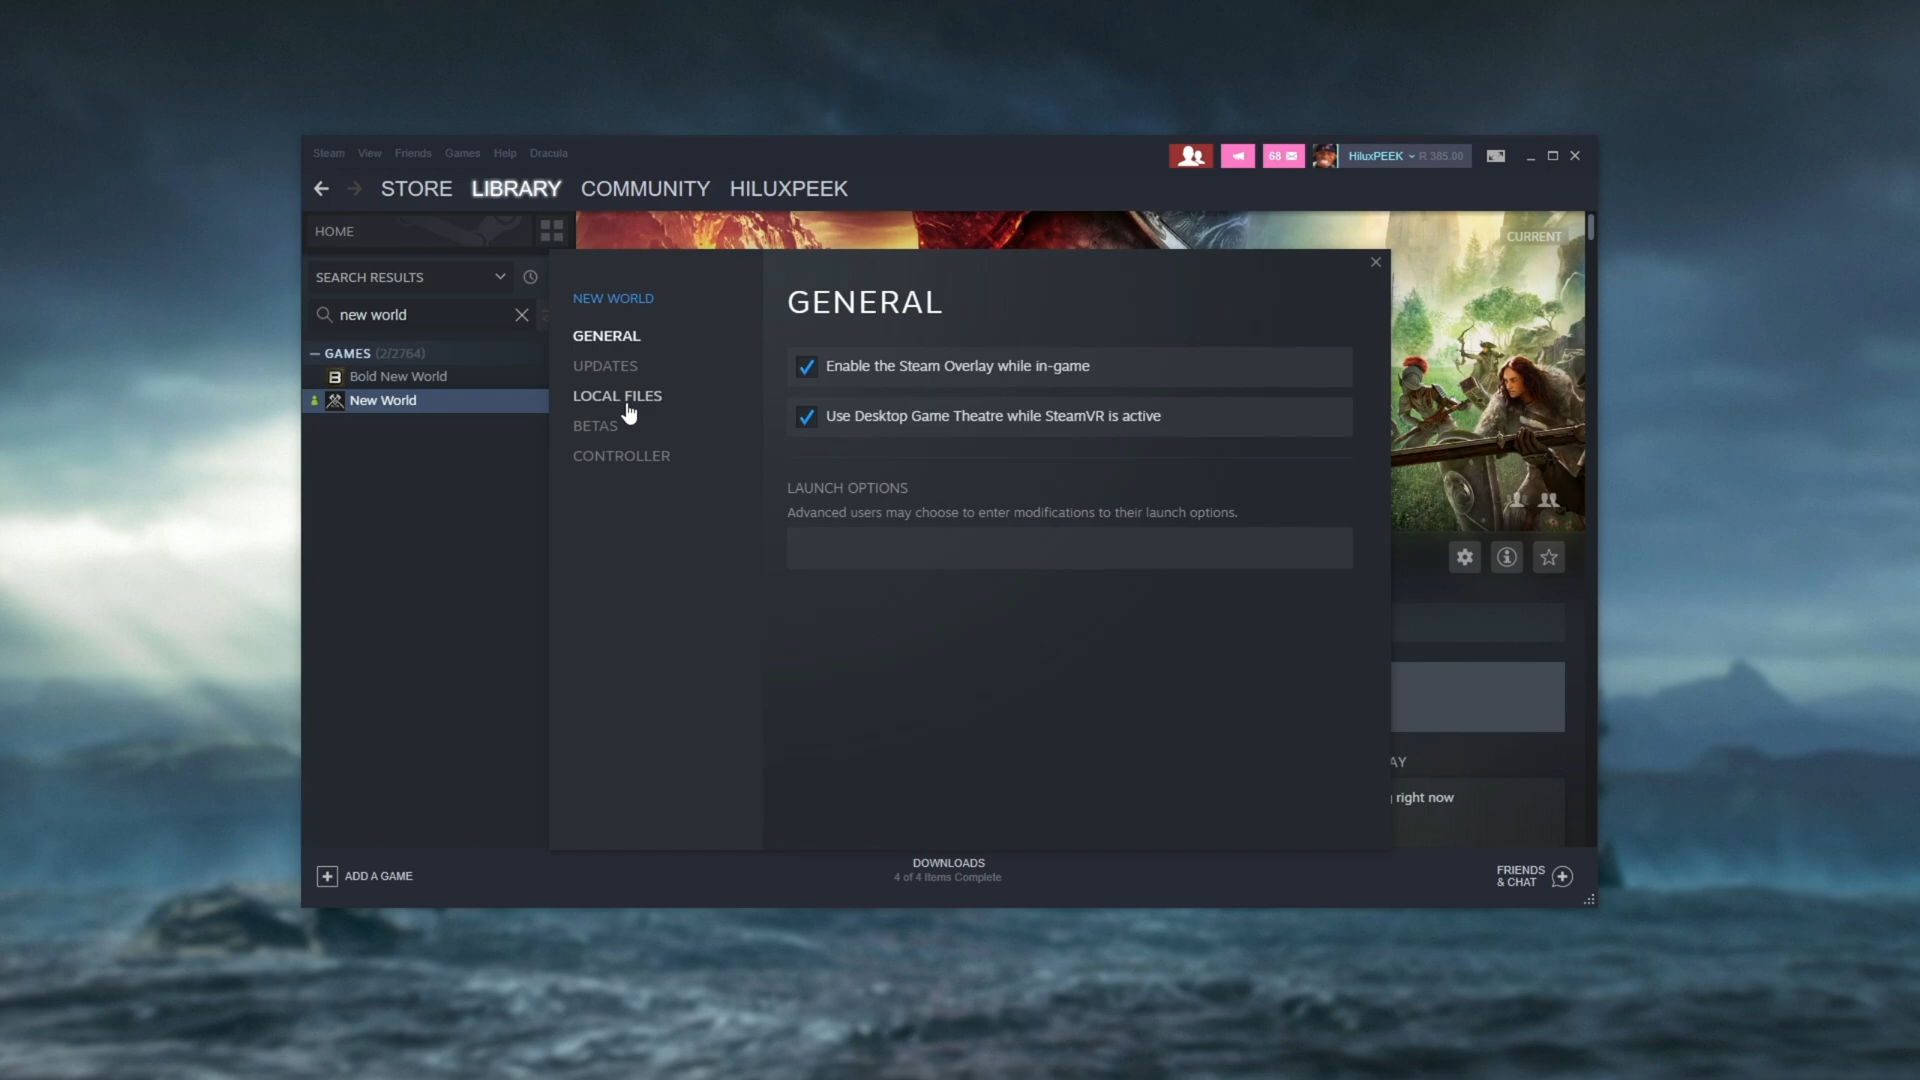 Steam View Friends Games Help Dracula
68
HiluxPEEK R 385.00
STORE LIBRARY COMMUNITY HILUXPEEK
HOME
CURRENT
SEARCH RESULTS
new world
GAMES (2/2764)
Bold New World
New World
NEW WORLD
GENERAL
UPDATES
LOCAL FILES
BETAS
CONTROLLER
GENERAL
Enable the Steam Overlay while in-game
Use Desktop Game Theatre while SteamVR is active
LAUNCH OPTIONS
Advanced users may choose to enter modifications to their launch options.
AY
right now
ADD A GAME
DOWNLOADS
4 of 4 Items Complete
FRIENDS
& CHAT